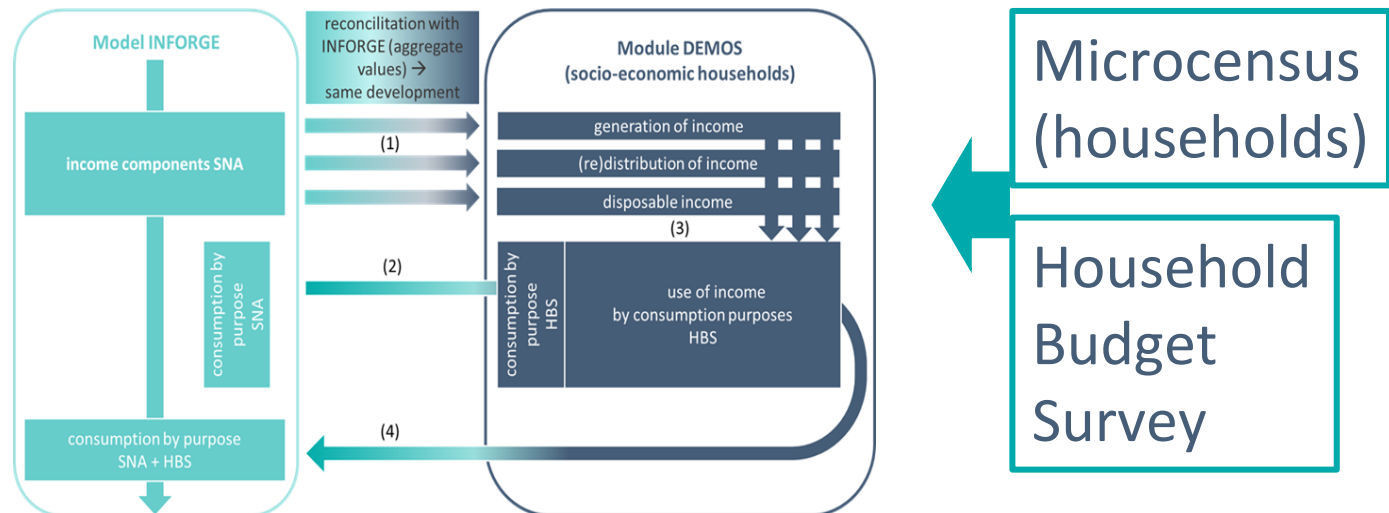 Model INFORGE
reconcilitation with
INFORGE (aggregate
values) →
same development
Module DEMOS
(socio-economic households)
income components SNA
(1)
generation of income
(re)distribution of income
disposable income
(3)
consumption by
purpose
SNA
(2)
consumption by
purpose
HBS
use of income
by consumption purposes
HBS
(4)
consumption by purpose
SNA + HBS
Microcensus
(households)
Household
Budget
Survey